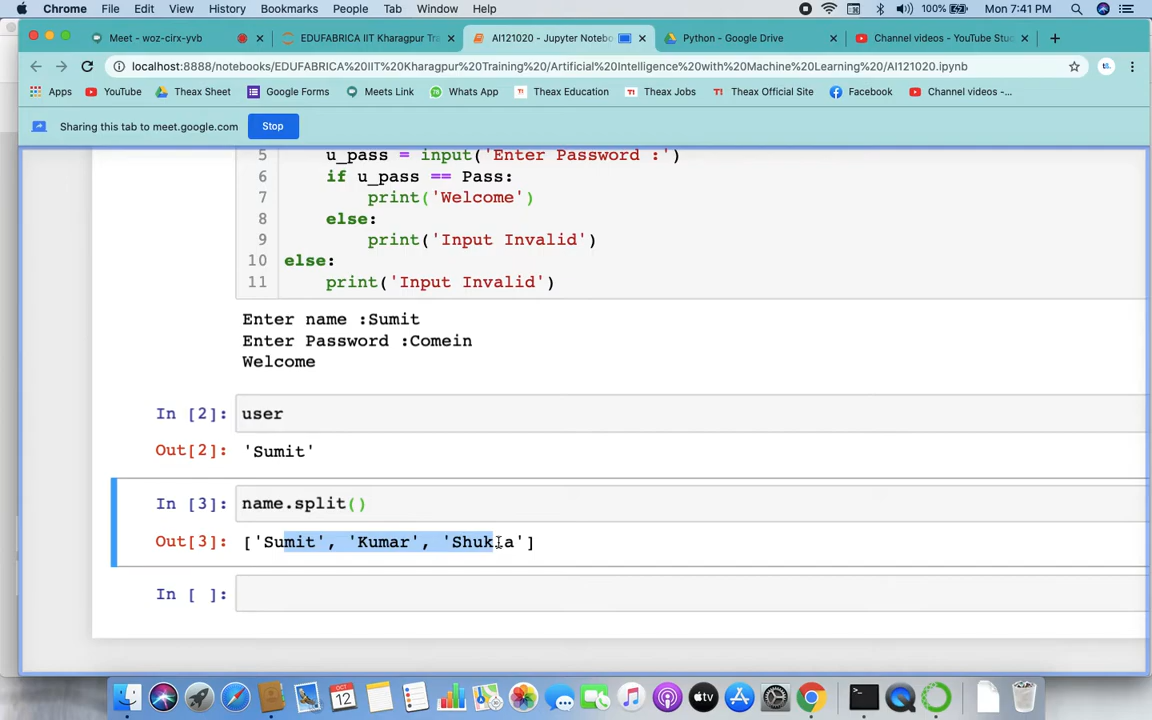 Chrome File Edit View History Bookmarks People Tab Window Help 100% Mon 7:41 PM
Meet - woz-cirx-yvb EDUFABRICA IIT Kharagpur Tra AI121020 - Jupyter Notebo Python - Google Drive Channel videos - YouTube Stu
localhost:8888/notebooks/EDUFABRICA%20IIT%20Kharagpur%20Training%20/Artificial%20Intelligence%20with%20Machine%20Learning%20/AI121020.ipynb
Apps YouTube Theax Sheet Google Forms Meets Link Whats App Theax Education Theax Jobs Theax Official Site Facebook Channel videos -...
Sharing this tab to meet.google.com Stop
5 u_pass = input('Enter Password :')
6 if u_pass == Pass:
7 print('Welcome')
8 else:
9 print('Input Invalid')
10 else:
11 print('Input Invalid')
Enter name :Sumit
Enter Password :Comein
Welcome
In [2]: user
Out[2]: 'Sumit'
In [3]: name.split()
Out[3]: ['Sumit', 'Kumar', 'Shukla']
In [ ]:
OCT
12
tv